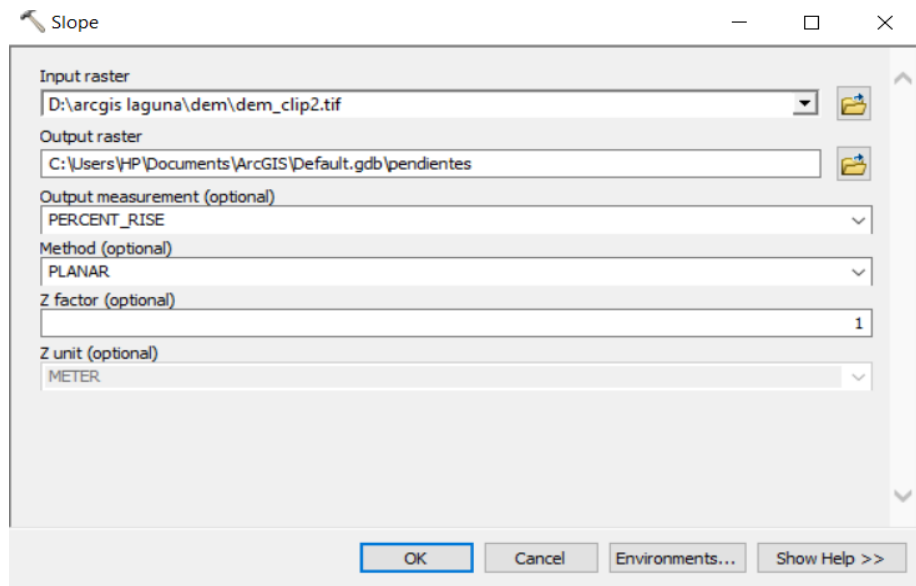 Slope
Input raster
D:\arcgis laguna\dem\dem_clip2.tif
Output raster
C:\Users\HP\Documents\ArcGIS\Default.gdb\pendientes
Output measurement (optional)
PERCENT_RISE
Method (optional)
PLANAR
Z factor (optional)
1
Z unit (optional)
METER
OK Cancel Environments... Show Help >>